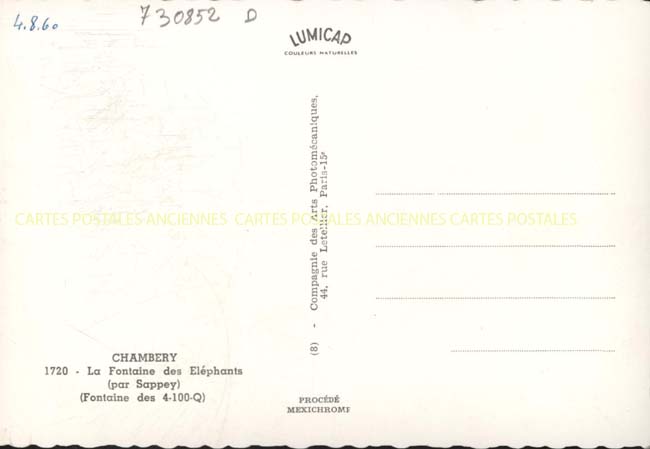 4.8.60
730852 D
LUMICAP
COULEURS NATURELLES
(8) - Compagnie des Arts Photomécaniques,
44, rue Letellier, Paris-15e
CARTES POSTALES ANCIENNES CARTES POSTALES ANCIENNES CARTES POSTALES
CHAMBERY
1720 - La Fontaine des Eléphants
(par Sappey)
(Fontaine des 4-100-Q)
PROCÉDÉ
MEXICHROME